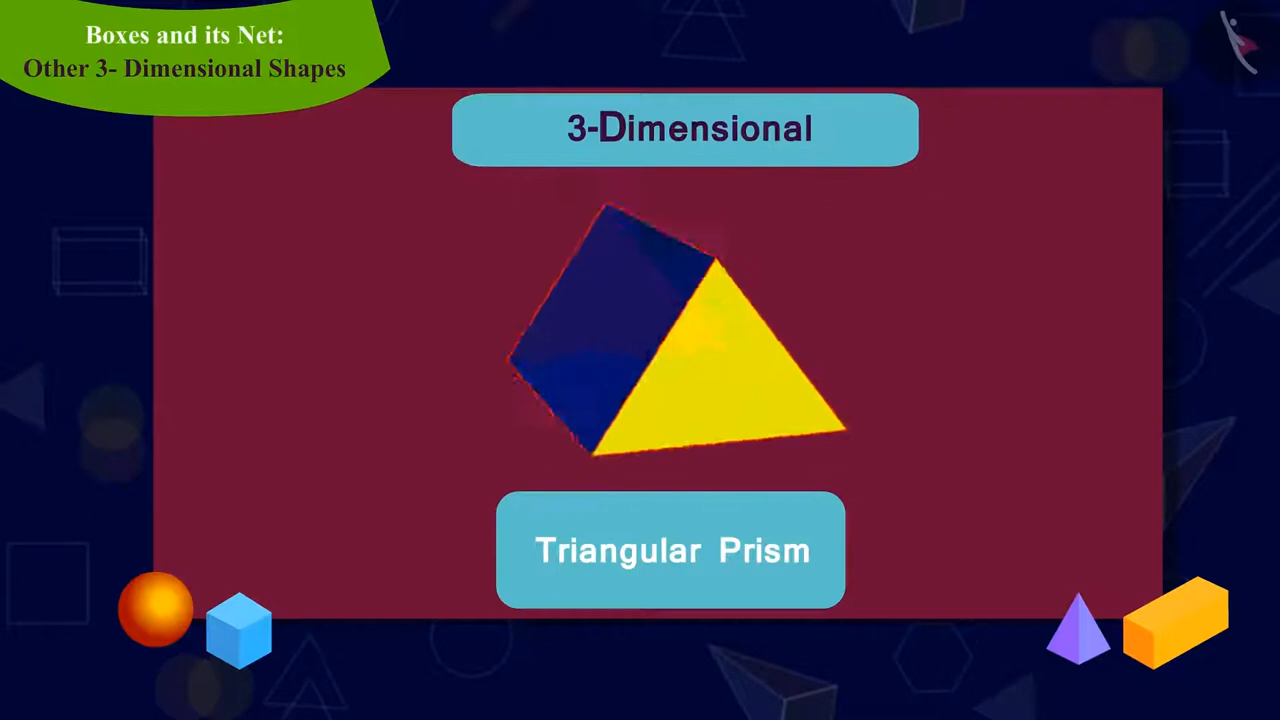 Boxes and its Net:
Other 3- Dimensional Shapes
3-Dimensional
Triangular Prism